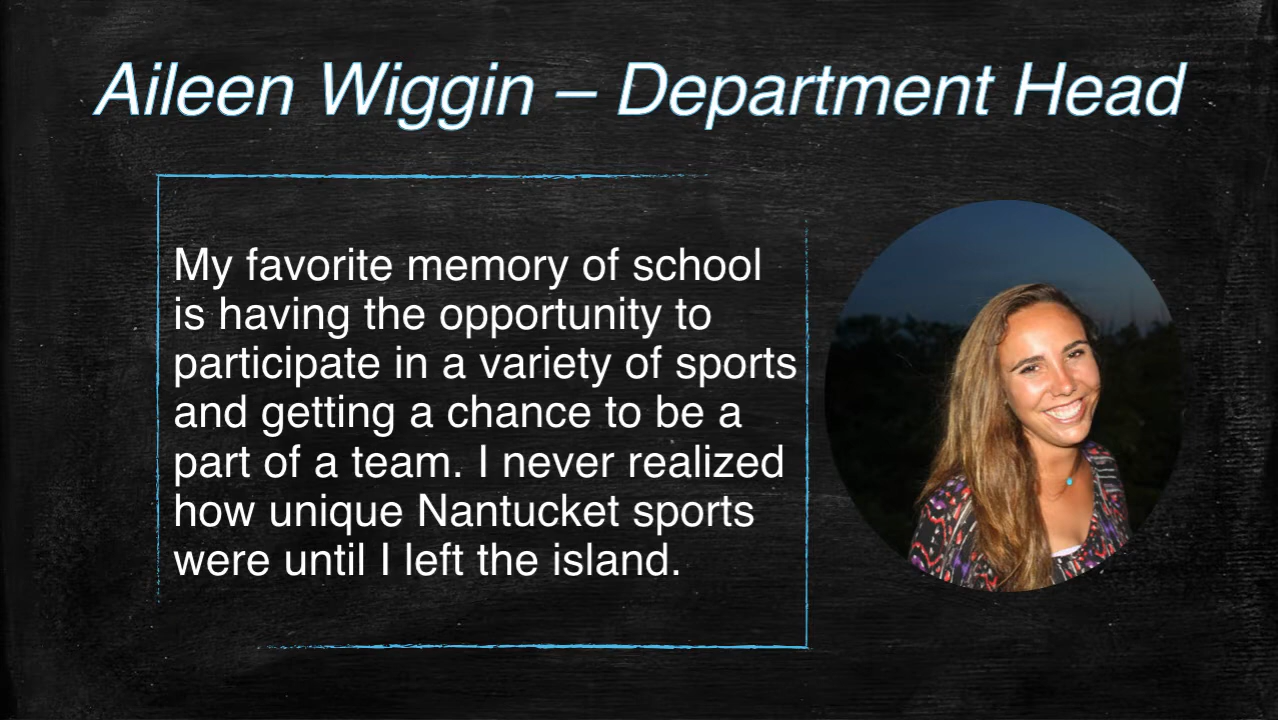 Aileen Wiggin – Department Head
My favorite memory of school
is having the opportunity to
participate in a variety of sports
and getting a chance to be a
part of a team. I never realized
how unique Nantucket sports
were until I left the island.